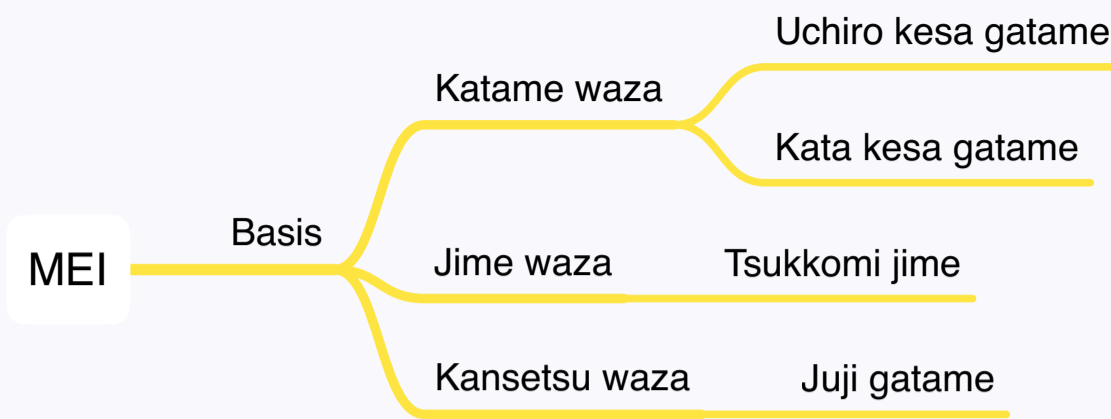 MEI
Basis
Katame waza
Uchiro kesa gatame
Kata kesa gatame
Jime waza
Tsukkomi jime
Kansetsu waza
Juji gatame